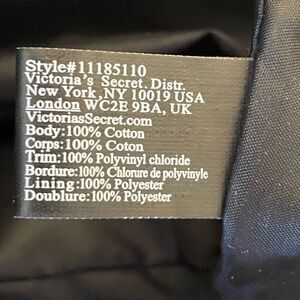 Style#11185110
Victoria's Secret, Distr.
New York, NY 10019 USA
London WC2E 9BA, UK
VictoriasSecret.com
Body:100% Cotton
Corps:100% Coton
Trim:100% Polyvinyl chloride
Bordure:100% Chlorure de polyvinyle
Lining:100% Polyester
Doublure:100% Polyester